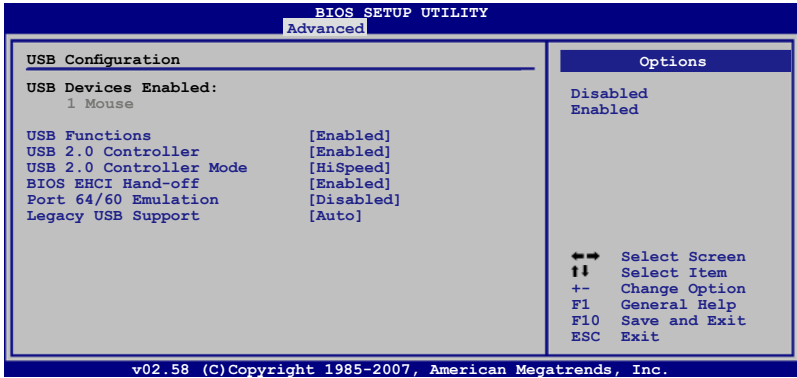 BIOS SETUP UTILITY
Advanced
USB Configuration
USB Devices Enabled:
1 Mouse
USB Functions [Enabled]
USB 2.0 Controller [Enabled]
USB 2.0 Controller Mode [HiSpeed]
BIOS EHCI Hand-off [Enabled]
Port 64/60 Emulation [Disabled]
Legacy USB Support [Auto]
Options
Disabled
Enabled
←→ Select Screen
↑↓ Select Item
+- Change Option
F1 General Help
F10 Save and Exit
ESC Exit
v02.58 (C)Copyright 1985-2007, American Megatrends, Inc.